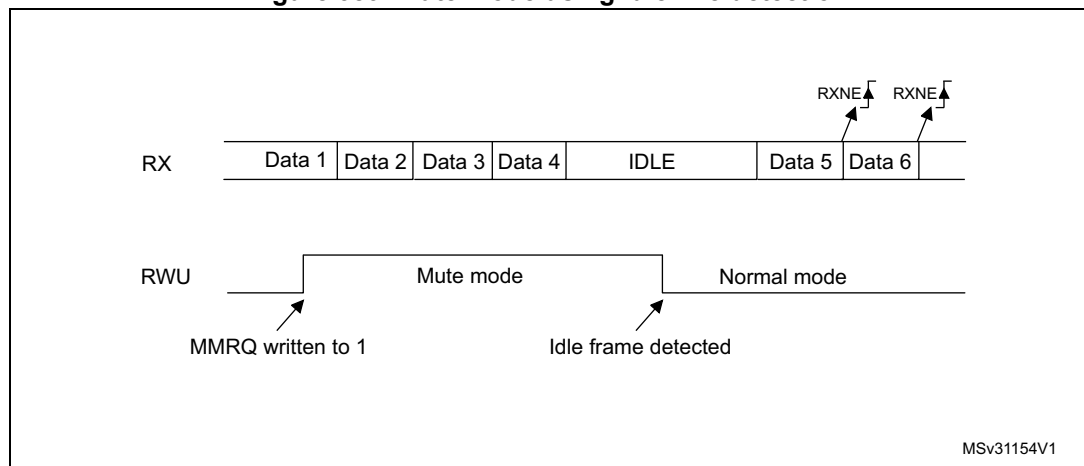 RXNE RXNE
RX Data 1 Data 2 Data 3 Data 4 IDLE Data 5 Data 6
RWU Mute mode Normal mode
MMRQ written to 1 Idle frame detected
MSv31154V1